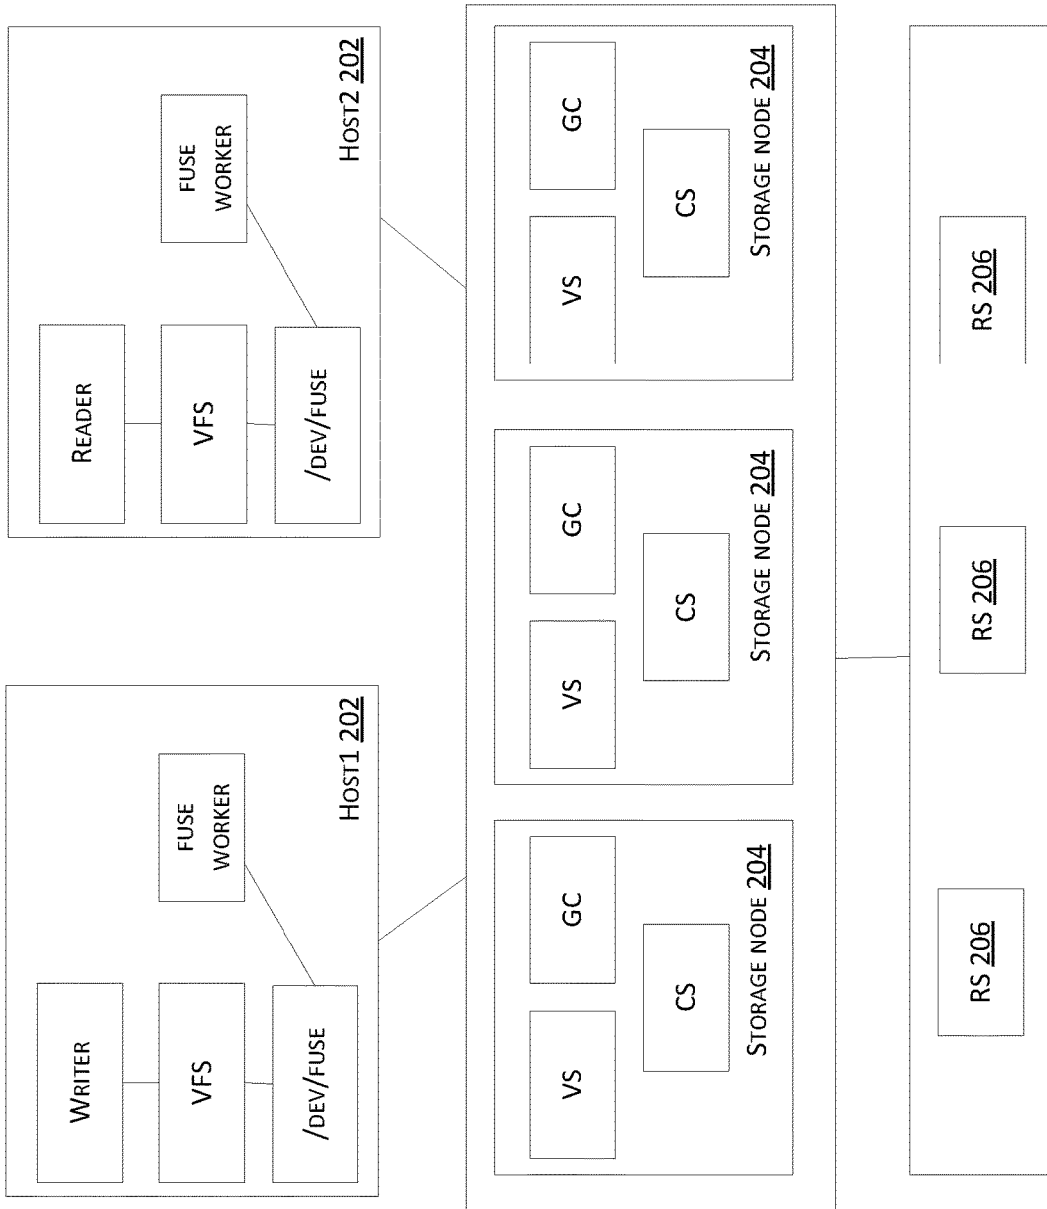 WRITER
VFS
/DEV/FUSE
FUSE
WORKER
HOST1 202
READER
VFS
/DEV/FUSE
FUSE
WORKER
HOST2 202
VS
GC
CS
STORAGE NODE 204
VS
GC
CS
STORAGE NODE 204
VS
GC
CS
STORAGE NODE 204
RS 206
RS 206
RS 206